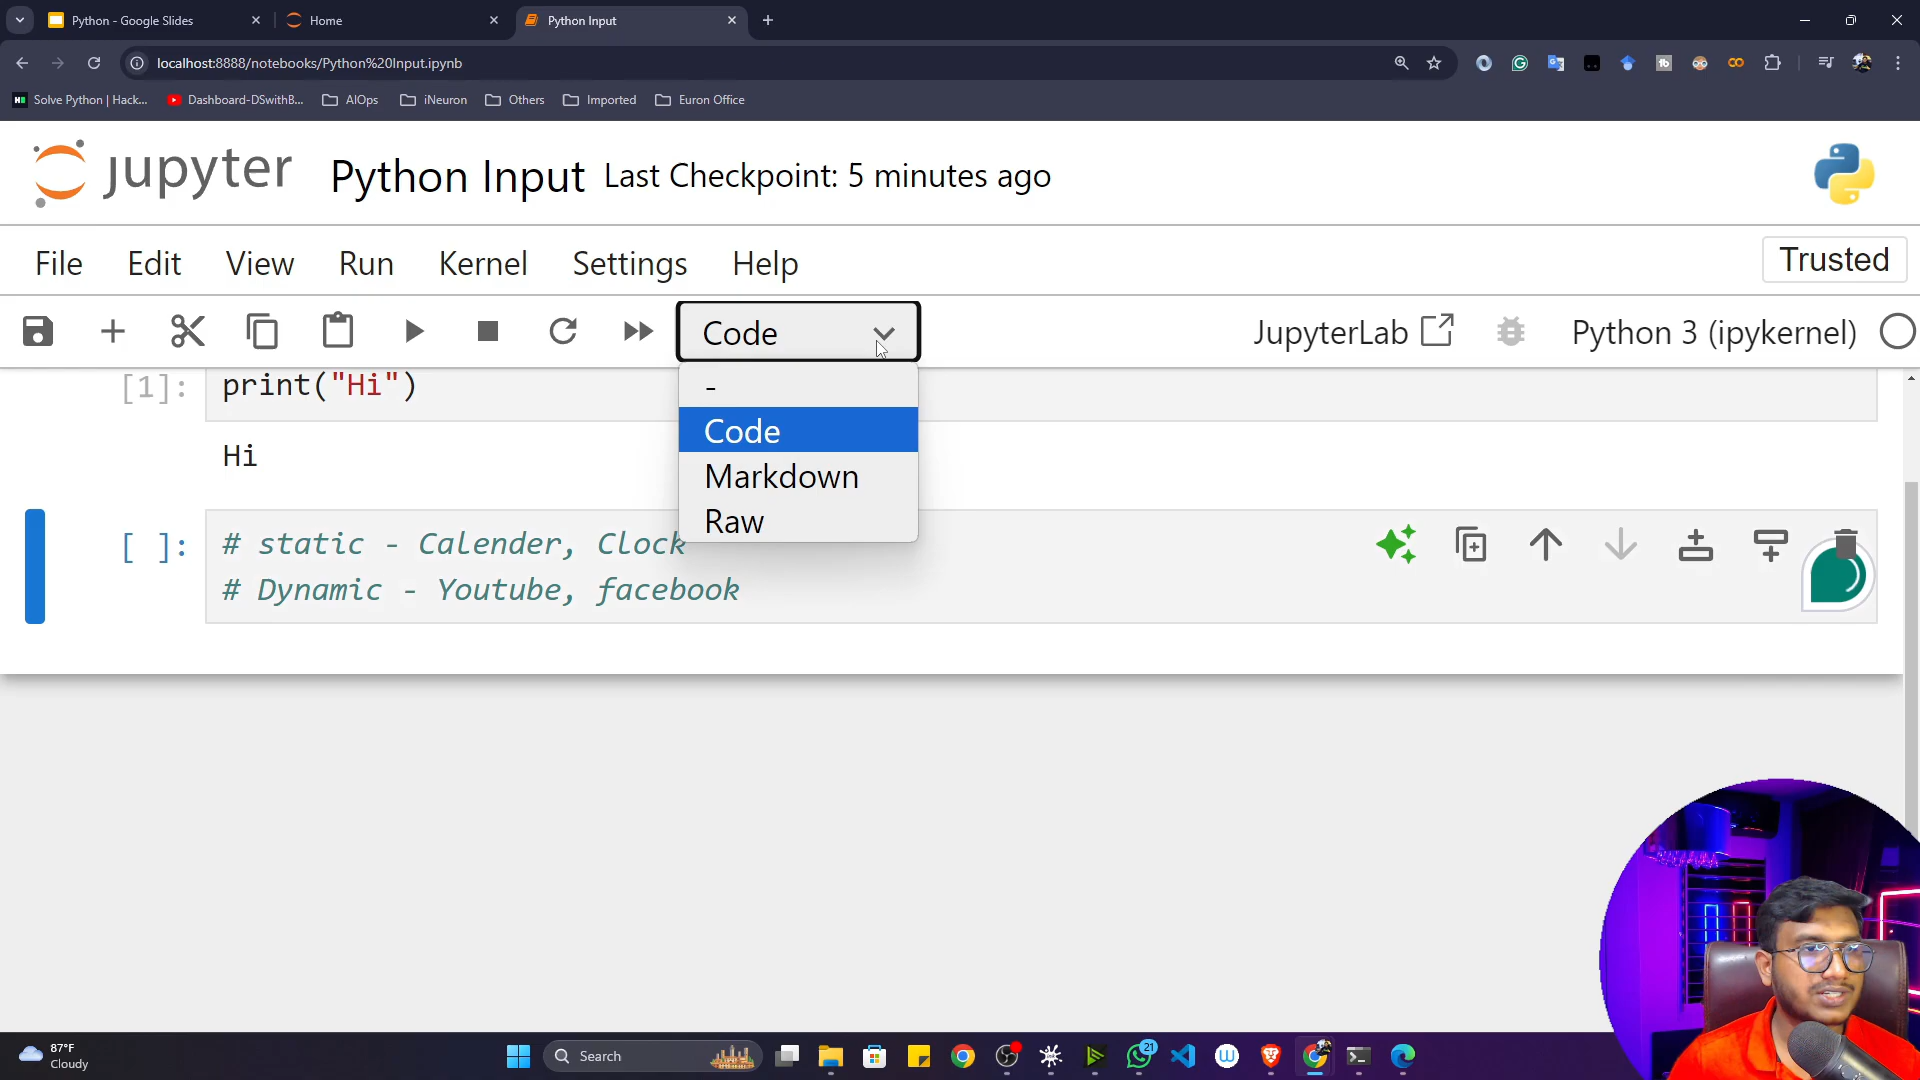 Python - Google Slides
Home
Python Input
localhost:8888/notebooks/Python%20Input.ipynb
Solve Python | Hack...
Dashboard-DSwithB...
AIOps
iNeuron
Others
Imported
Euron Office
jupyter
Python Input
Last Checkpoint: 5 minutes ago
File
Edit
View
Run
Kernel
Settings
Help
Trusted
Code
JupyterLab
Python 3 (ipykernel)
-
Code
Markdown
Raw
[1]:
print("Hi")
Hi
[ ]:
# static - Calender, Clock
# Dynamic - Youtube, facebook
87°F
Cloudy
Search
21